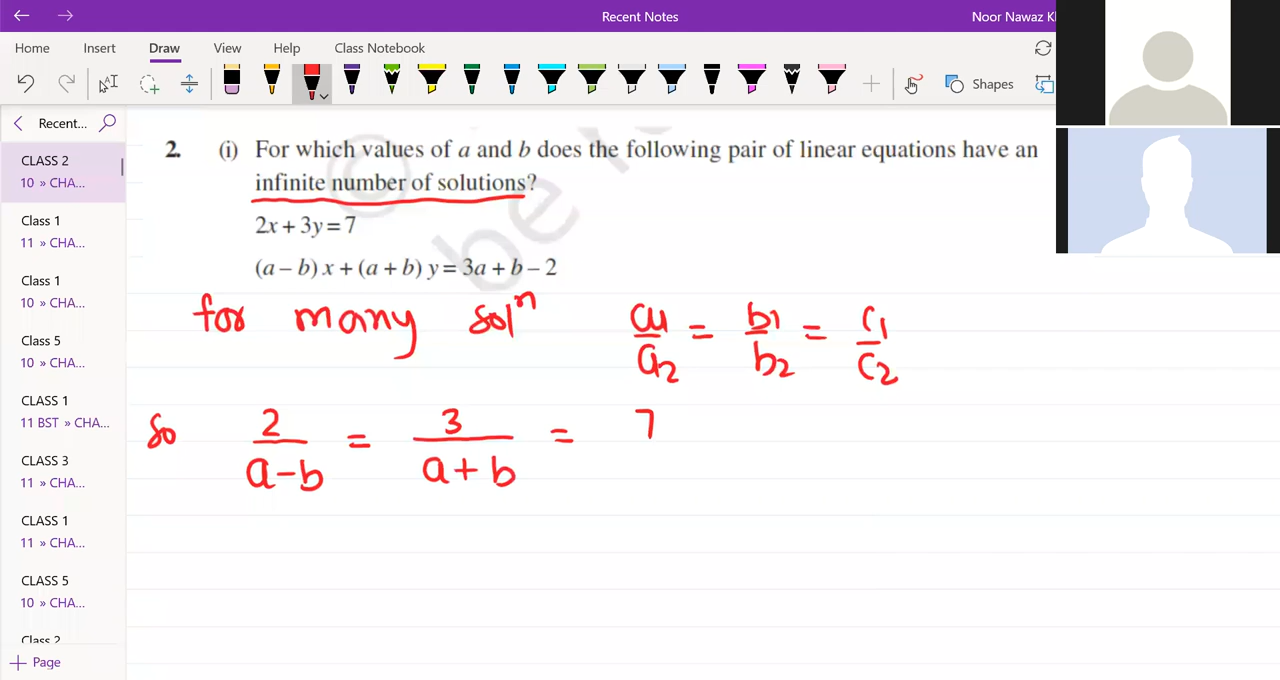 Recent Notes
Noor Nawaz K
Home Insert Draw View Help Class Notebook
Shapes
Recent...
CLASS 2
10 » CHA...
Class 1
11 » CHA...
Class 1
10 » CHA...
Class 5
10 » CHA...
CLASS 1
11 BST » CHA...
CLASS 3
11 » CHA...
CLASS 1
11 » CHA...
CLASS 5
10 » CHA...
Class 2
+ Page
2. (i) For which values of a and b does the following pair of linear equations have an
infinite number of solutions?
2x + 3y = 7
(a – b) x + (a + b) y = 3a + b – 2
© be
for many solⁿ a1/a2 = b1/b2 = c1/c2
so 2/(a-b) = 3/(a+b) = 7